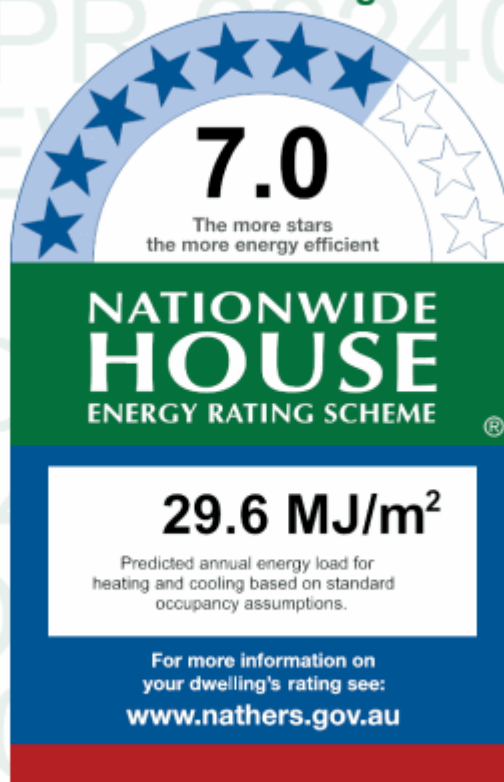 7.0
The more stars
the more energy efficient
NATIONWIDE
HOUSE
ENERGY RATING SCHEME
®
29.6 MJ/m²
Predicted annual energy load for
heating and cooling based on standard
occupancy assumptions.
For more information on
your dwelling's rating see:
www.nathers.gov.au